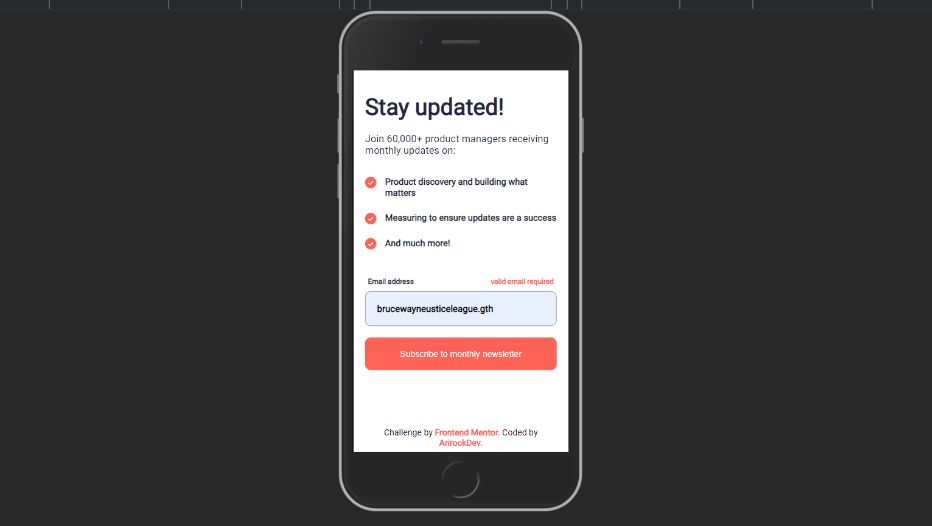 Stay updated!
Join 60,000+ product managers receiving
monthly updates on:
Product discovery and building what
matters
Measuring to ensure updates are a success
And much more!
Email address valid email required
brucewayneusticeleague.gth
Subscribe to monthly newsletter
Challenge by Frontend Mentor. Coded by
ArirockDev.